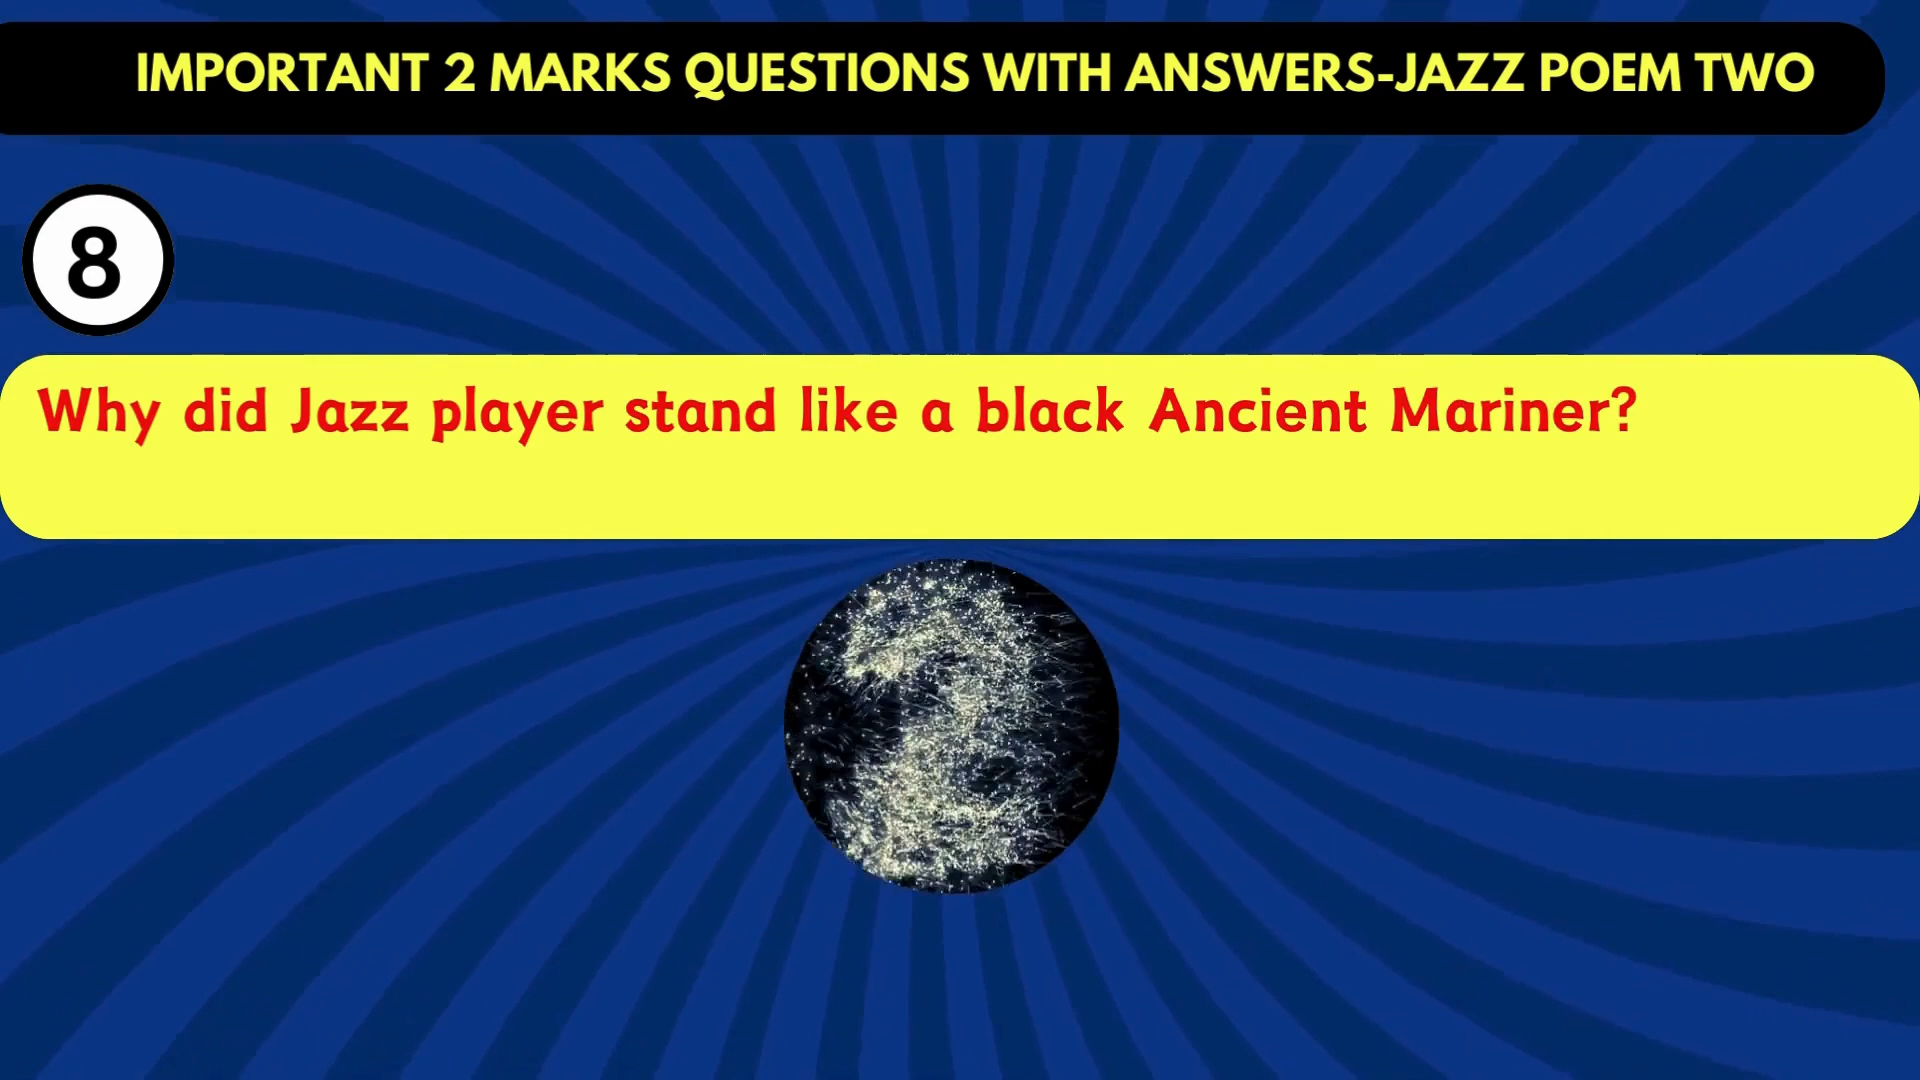 IMPORTANT 2 MARKS QUESTIONS WITH ANSWERS-JAZZ POEM TWO
8
Why did Jazz player stand like a black Ancient Mariner?
2